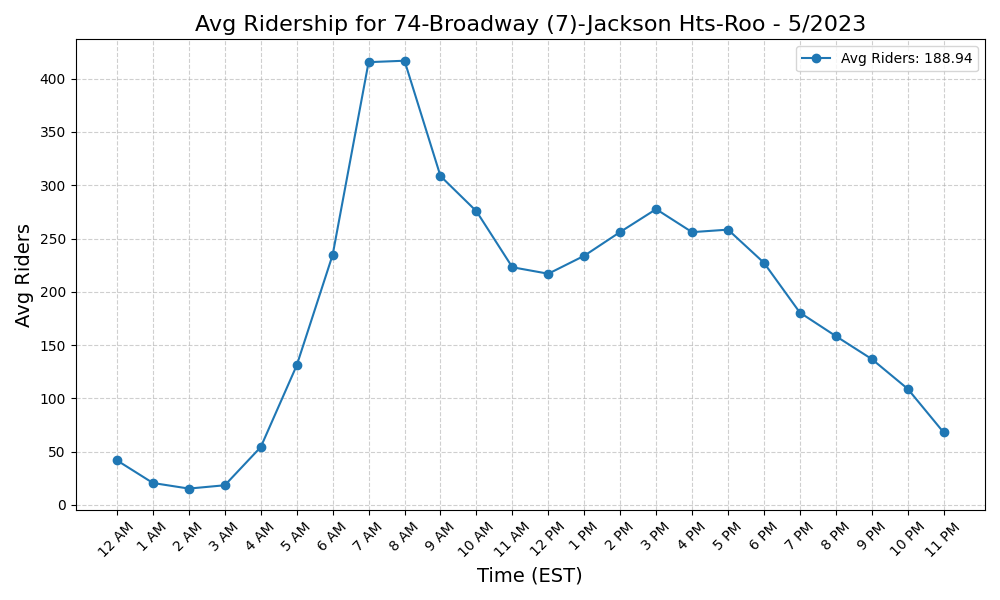 Avg Ridership for 74-Broadway (7)-Jackson Hts-Roo - 5/2023
Avg Riders: 188.94
Avg Riders
400
350
300
250
200
150
100
50
0
12 AM
1 AM
2 AM
3 AM
4 AM
5 AM
6 AM
7 AM
8 AM
9 AM
10 AM
11 AM
12 PM
1 PM
2 PM
3 PM
4 PM
5 PM
6 PM
7 PM
8 PM
9 PM
10 PM
11 PM
Time (EST)